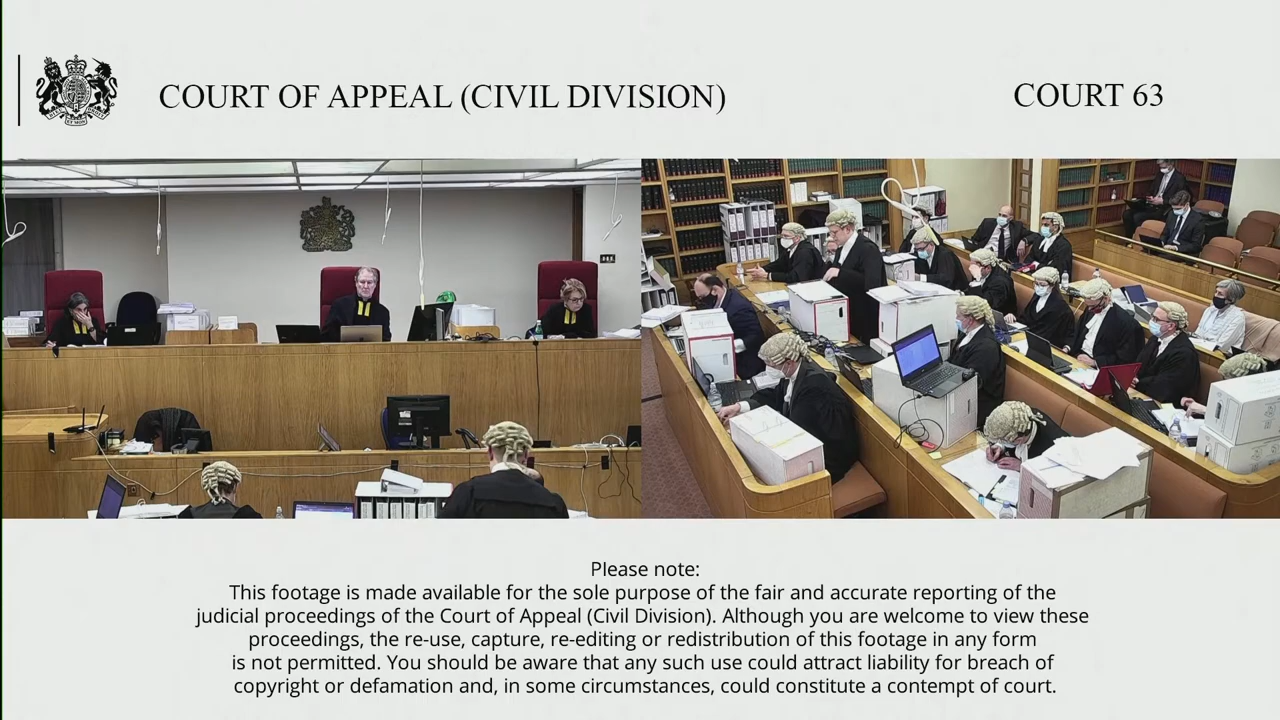 COURT OF APPEAL (CIVIL DIVISION)
COURT 63
Please note:
This footage is made available for the sole purpose of the fair and accurate reporting of the
judicial proceedings of the Court of Appeal (Civil Division). Although you are welcome to view these
proceedings, the re-use, capture, re-editing or redistribution of this footage in any form
is not permitted. You should be aware that any such use could attract liability for breach of
copyright or defamation and, in some circumstances, could constitute a contempt of court.